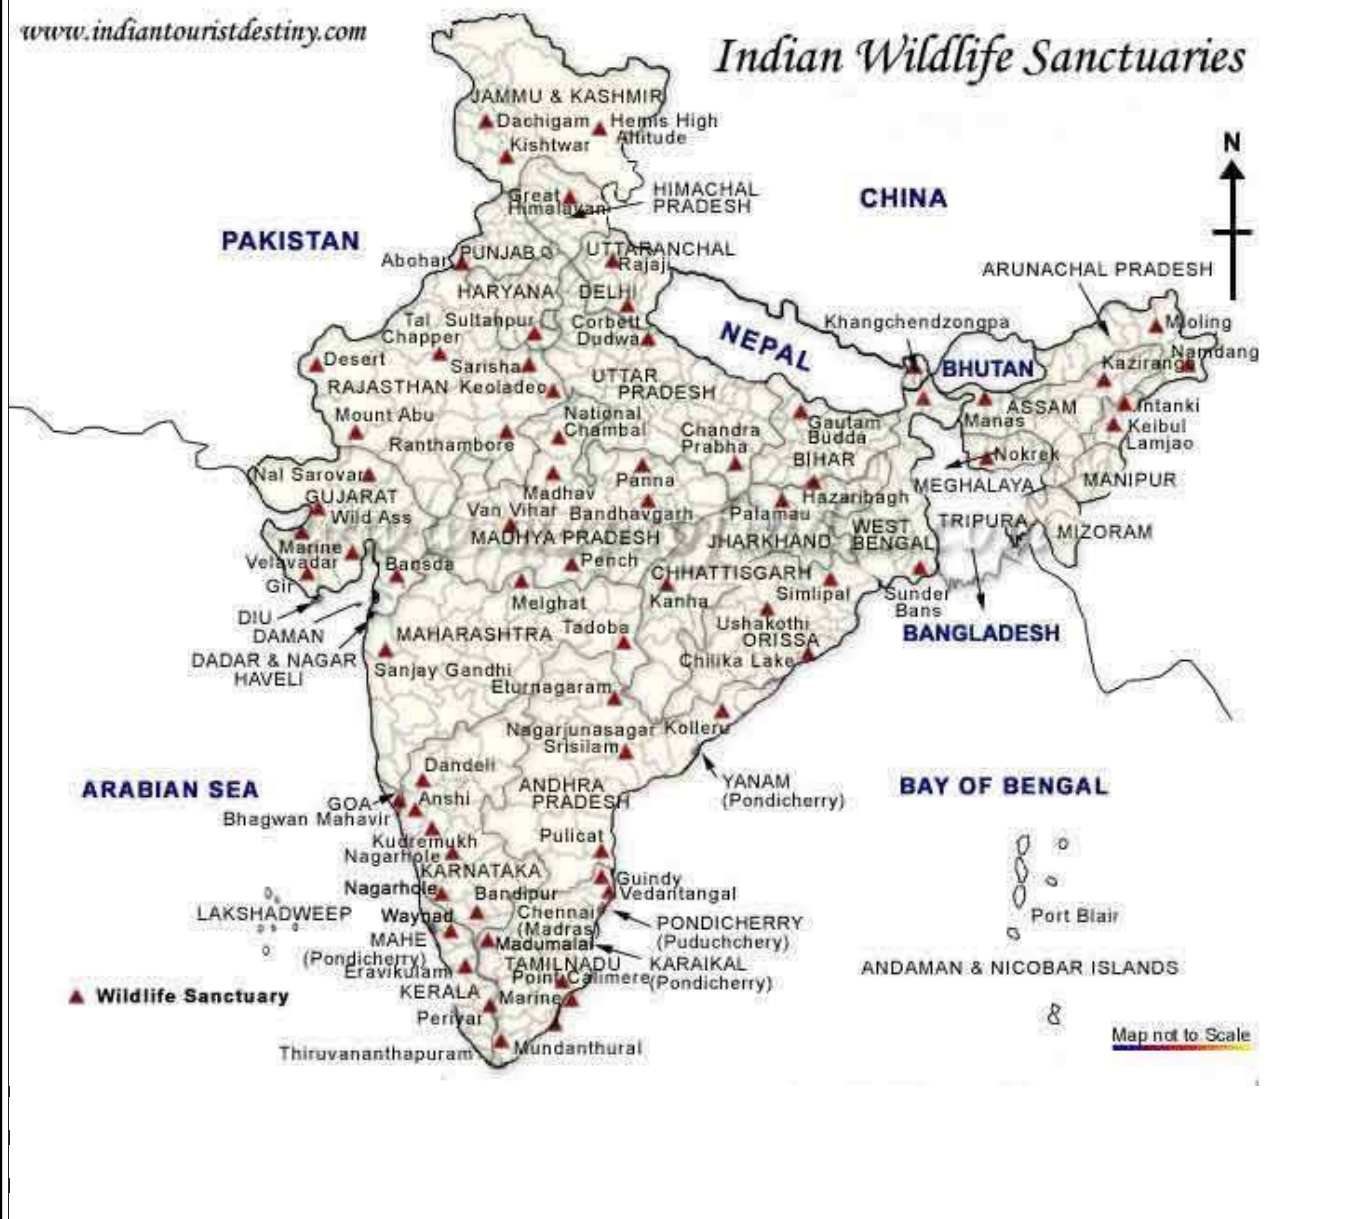 www.indiantouristdestiny.com
Indian Wildlife Sanctuaries
N
JAMMU & KASHMIR
Dachigam
Hemis High
Altitude
Kishtwar
Great
Himalayan
HIMACHAL
PRADESH
CHINA
PAKISTAN
Abohar
PUNJAB
UTTARANCHAL
Rajaji
HARYANA
DELHI
ARUNACHAL PRADESH
Tal
Chapper
Sultanpur
Corbett
Dudwa
NEPAL
Khangchendzongpa
Mioling
Namdang
Desert
Sarisha
BHUTAN
Kaziranga
RAJASTHAN
Keoladeo
UTTAR
PRADESH
Mount Abu
National
Chambal
Gautam
Budda
Manas
ASSAM
Intanki
Keibul
Lamjao
Ranthambore
Chandra
Prabha
BIHAR
Nokrek
Nal Sarovar
GUJARAT
Wild Ass
Madhav
Panna
Hazaribagh
MEGHALAYA
MANIPUR
Van Vihar
Bandhavgarh
Palamau
WEST
BENGAL
TRIPURA
MIZORAM
MADHYA PRADESH
JHARKHAND
Marine
Velavadar
Gir
Bansda
Pench
CHHATTISGARH
Kanha
Simlipal
Sunder
Bans
DIU
DAMAN
Melghat
Ushakothi
ORISSA
BANGLADESH
DADAR & NAGAR
HAVELI
MAHARASHTRA
Tadoba
Chilika Lake
Sanjay Gandhi
Eturnagaram
Nagarjunasagar
Srisilam
Kolleru
ARABIAN SEA
Dandeli
ANDHRA
PRADESH
YANAM
(Pondicherry)
BAY OF BENGAL
GOA
Bhagwan Mahavir
Anshi
Kudremukh
Nagarhole
Pulicat
KARNATAKA
Nagarhole
Bandipur
Guindy
Vedantangal
LAKSHADWEEP
Waynad
Chennai
(Madras)
PONDICHERRY
(Puduchchery)
Port Blair
MAHE
(Pondicherry)
Madumalai
KARAIKAL
(Pondicherry)
Eravikulam
TAMILNADU
Point Calimere
ANDAMAN & NICOBAR ISLANDS
Wildlife Sanctuary
KERALA
Marine
Periyar
Thiruvananthapuram
Mundanthural
Map not to Scale